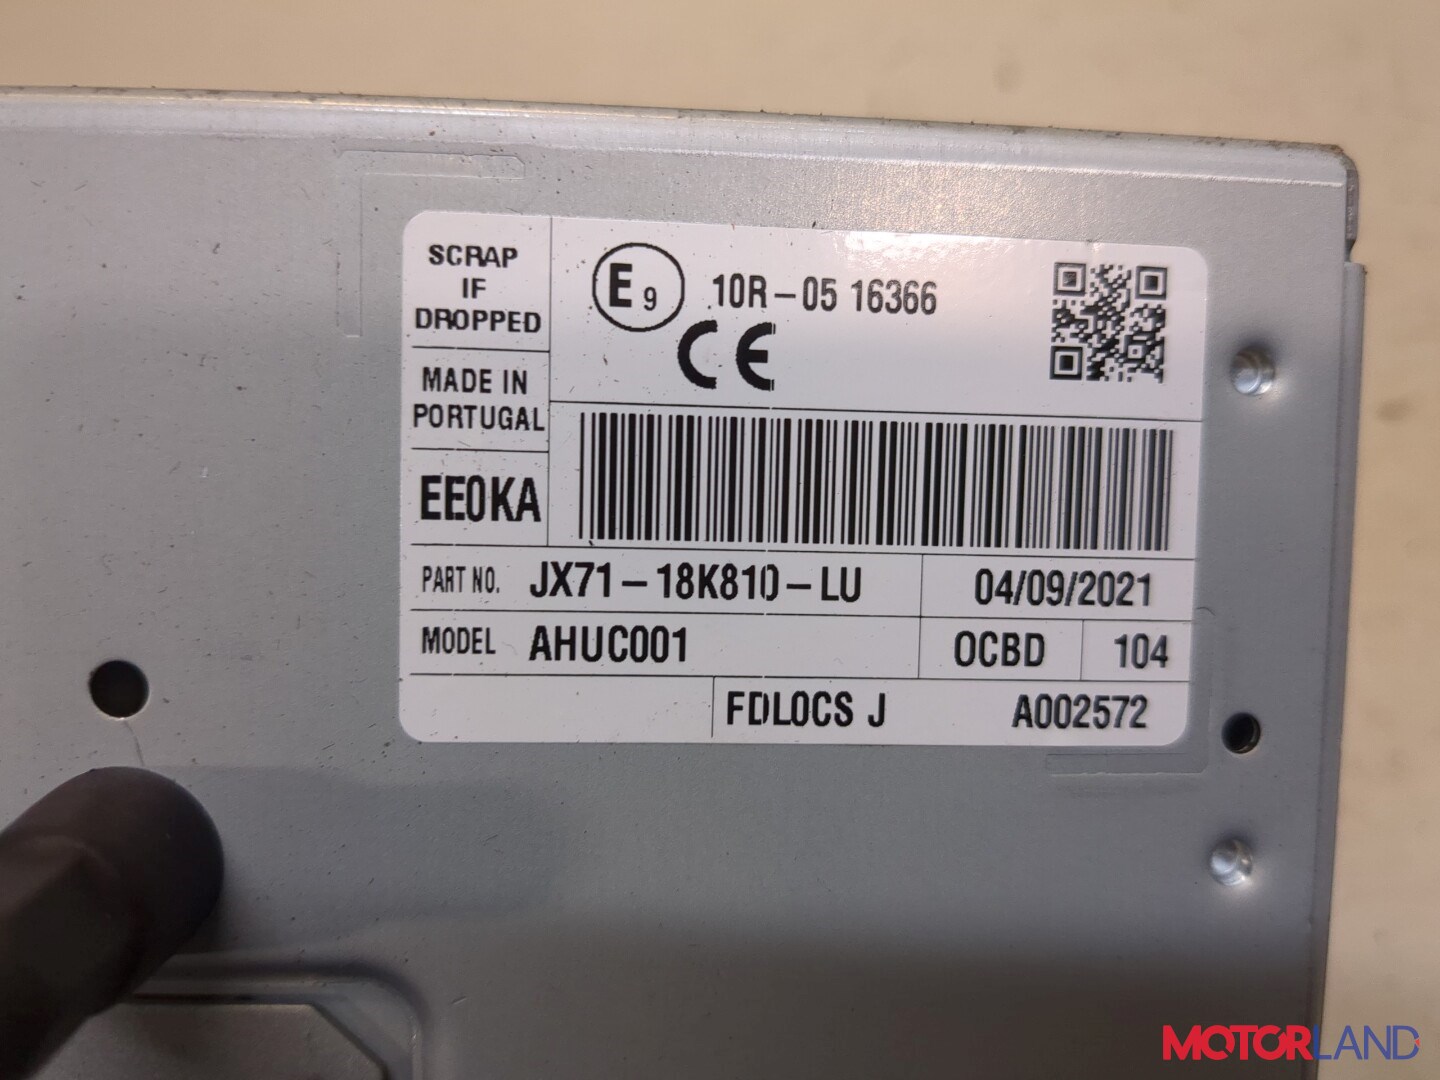 SCRAP
IF
DROPPED
MADE IN
PORTUGAL
EE0KA
E9 10R-05 16366
CE
PART NO. JX71-18K810-LU 04/09/2021
MODEL AHUC001 OCBD 104
FDLOCS J A002572
MOTORLAND